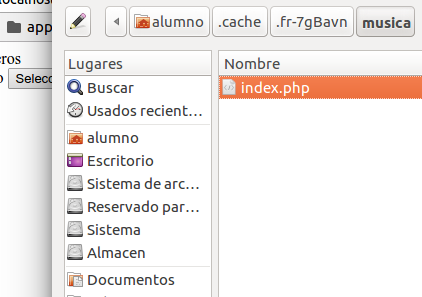 alumno .cache .fr-7gBavn musica
app
Lugares Nombre
Buscar index.php
Usados recient...
alumno
Escritorio
Sistema de arc...
Reservado par...
Sistema
Almacen
Documentos
eros
o Selecc